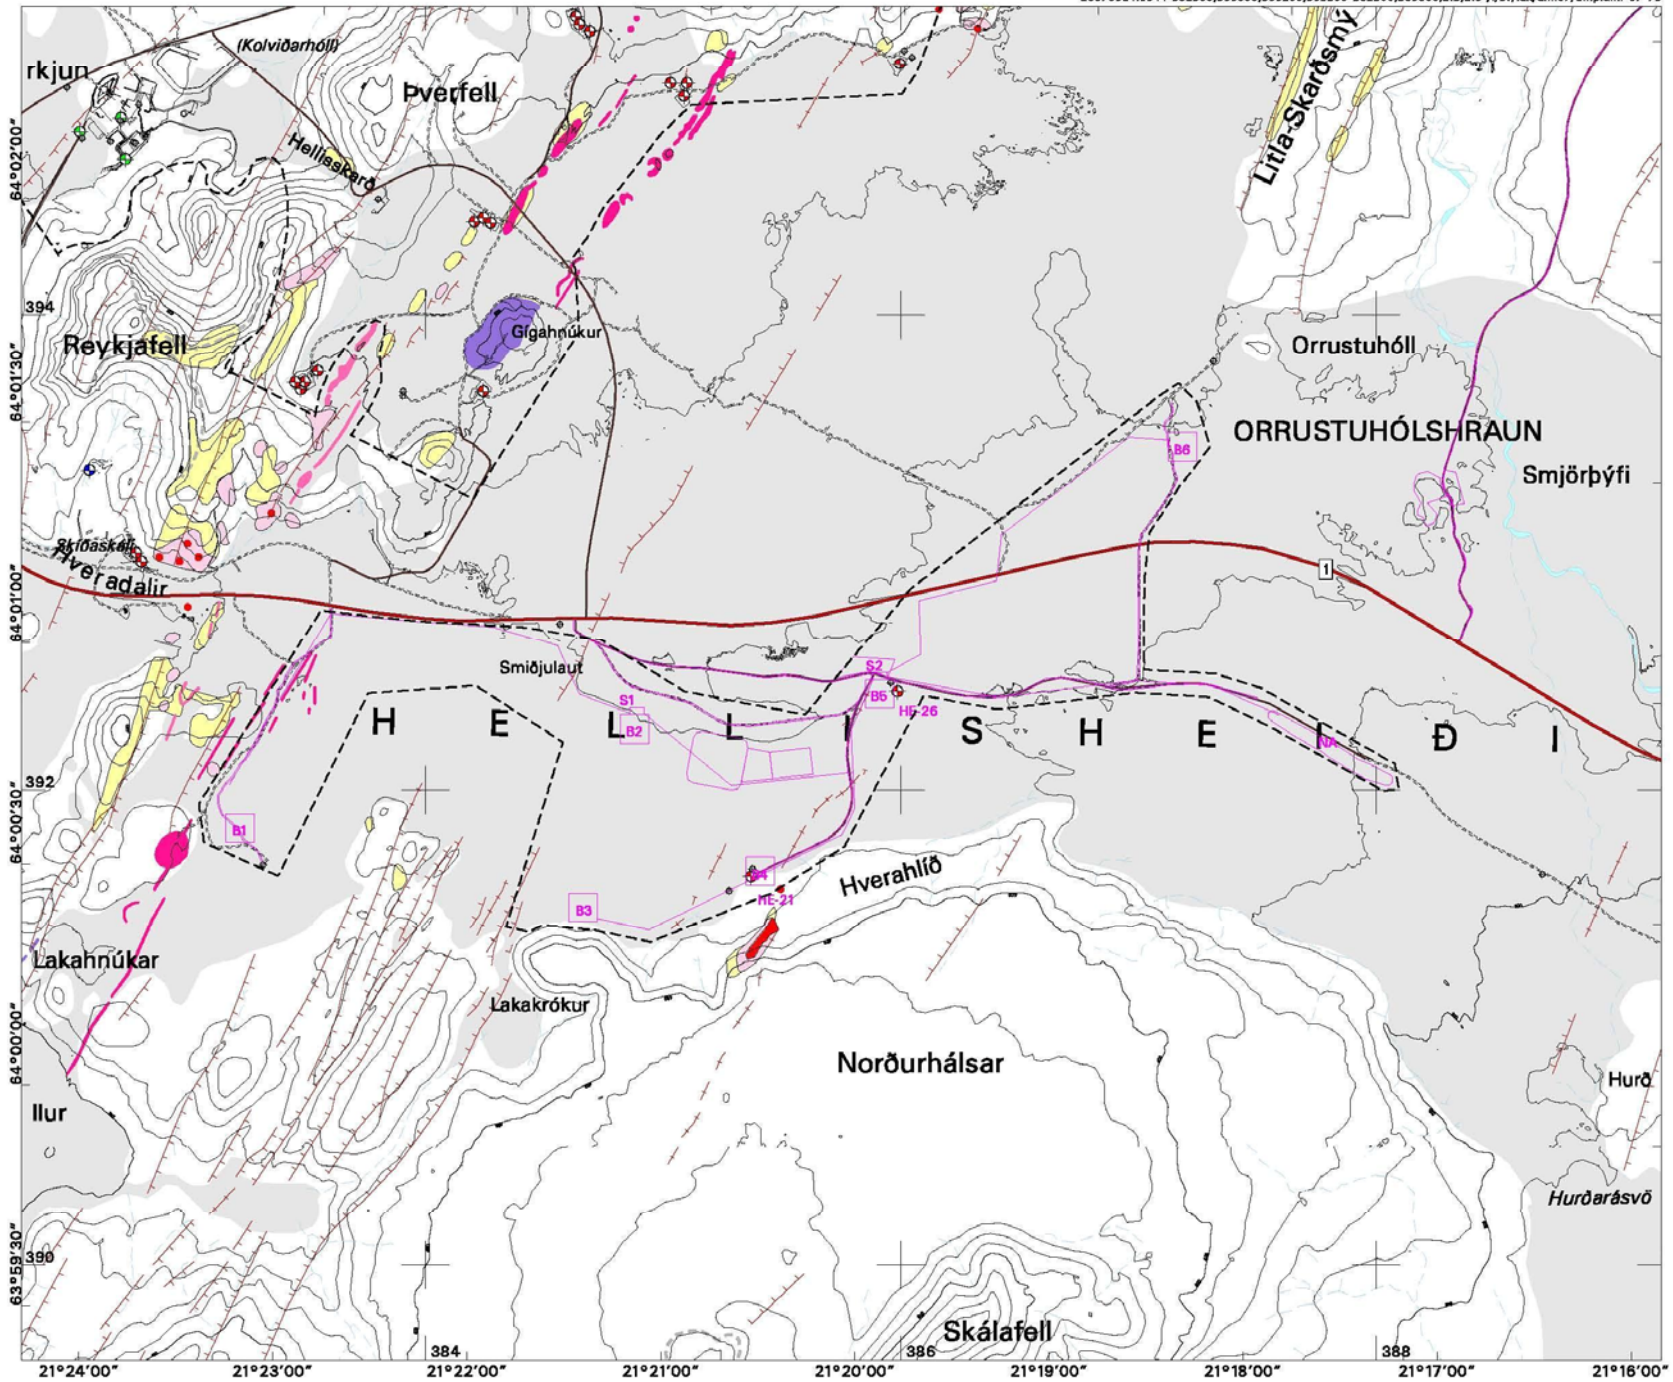 (Kolviðarhóll)
rkjun
Þverfell
Litla-Skarðsmý
64°02'00"
Hellisskarð
394
Gígahnúkur
Reykjafell
Orrustuhóll
64°01'30"
ORRUSTUHÓLSHRAUN
B6
Smjörþýfi
Skíðaskáli
Hveradalir
1
64°01'00"
Smiðjulaut
S2
B5
S1
HE-26
H E L L I S H E I Ð I
B2
NA
392
64°00'30"
B1
Hverahlíð
HE-21
B3
Lakahnúkar
Lakakrókur
64°00'00"
Norðurhálsar
Hurð
llur
Hurðarásvö
390
63°59'30"
Skálafell
384
386
388
21°24'00"
21°23'00"
21°22'00"
21°21'00"
21°20'00"
21°19'00"
21°18'00"
21°17'00"
21°16'00"